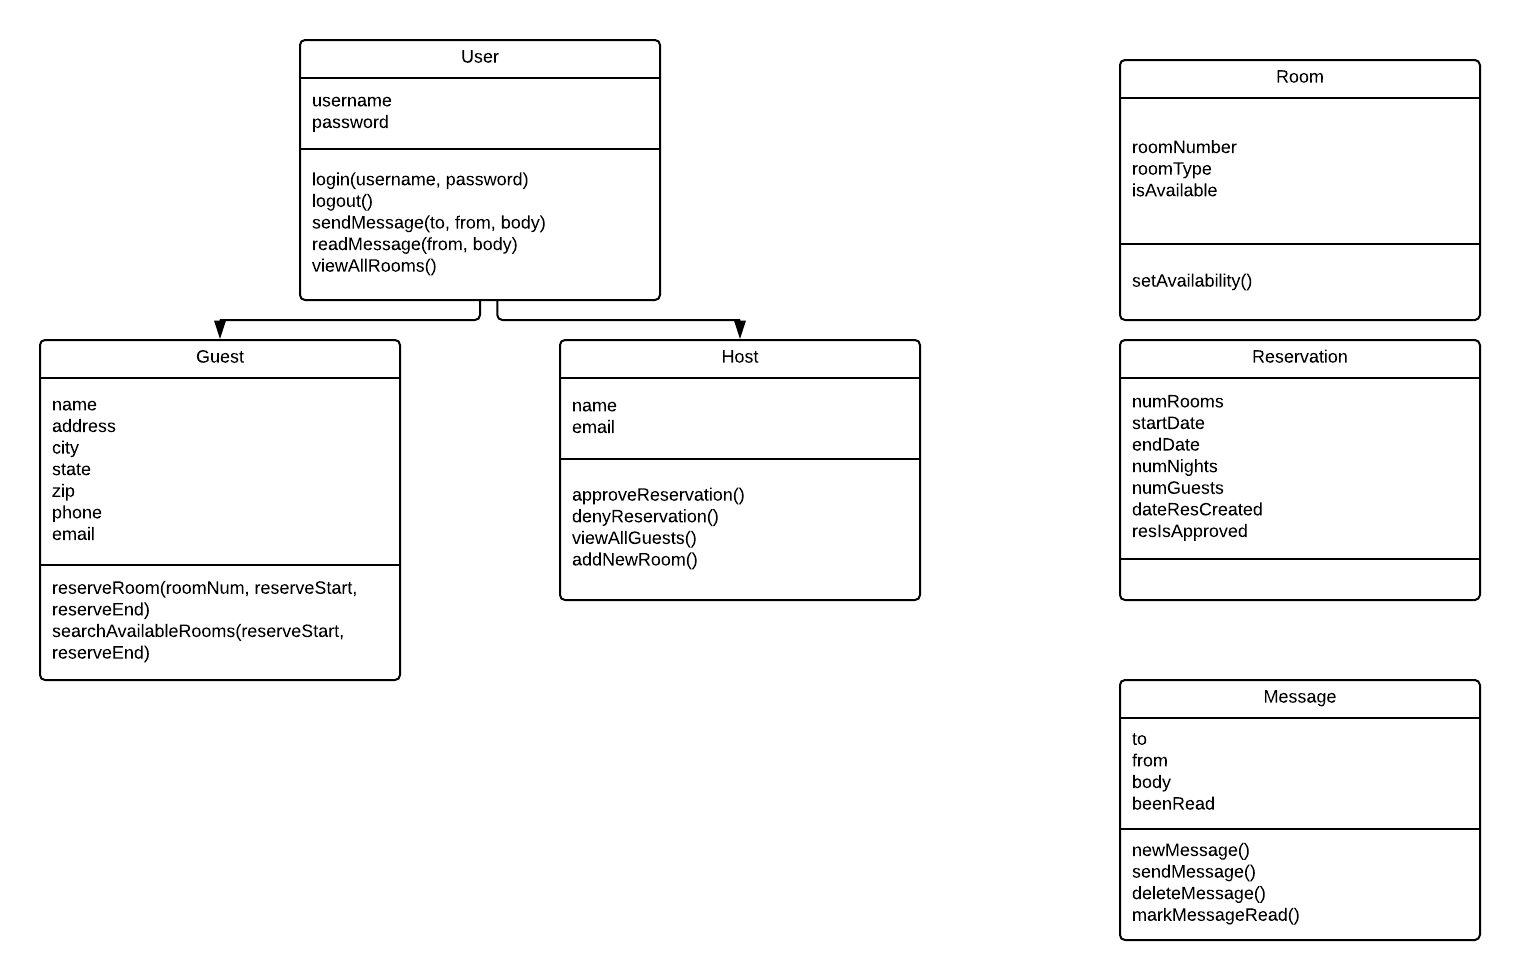 User
username
password
login(username, password)
logout()
sendMessage(to, from, body)
readMessage(from, body)
viewAllRooms()
Guest
name
address
city
state
zip
phone
email
reserveRoom(roomNum, reserveStart,
reserveEnd)
searchAvailableRooms(reserveStart,
reserveEnd)
Host
name
email
approveReservation()
denyReservation()
viewAllGuests()
addNewRoom()
Room
roomNumber
roomType
isAvailable
setAvailability()
Reservation
numRooms
startDate
endDate
numNights
numGuests
dateResCreated
resIsApproved
Message
to
from
body
beenRead
newMessage()
sendMessage()
deleteMessage()
markMessageRead()